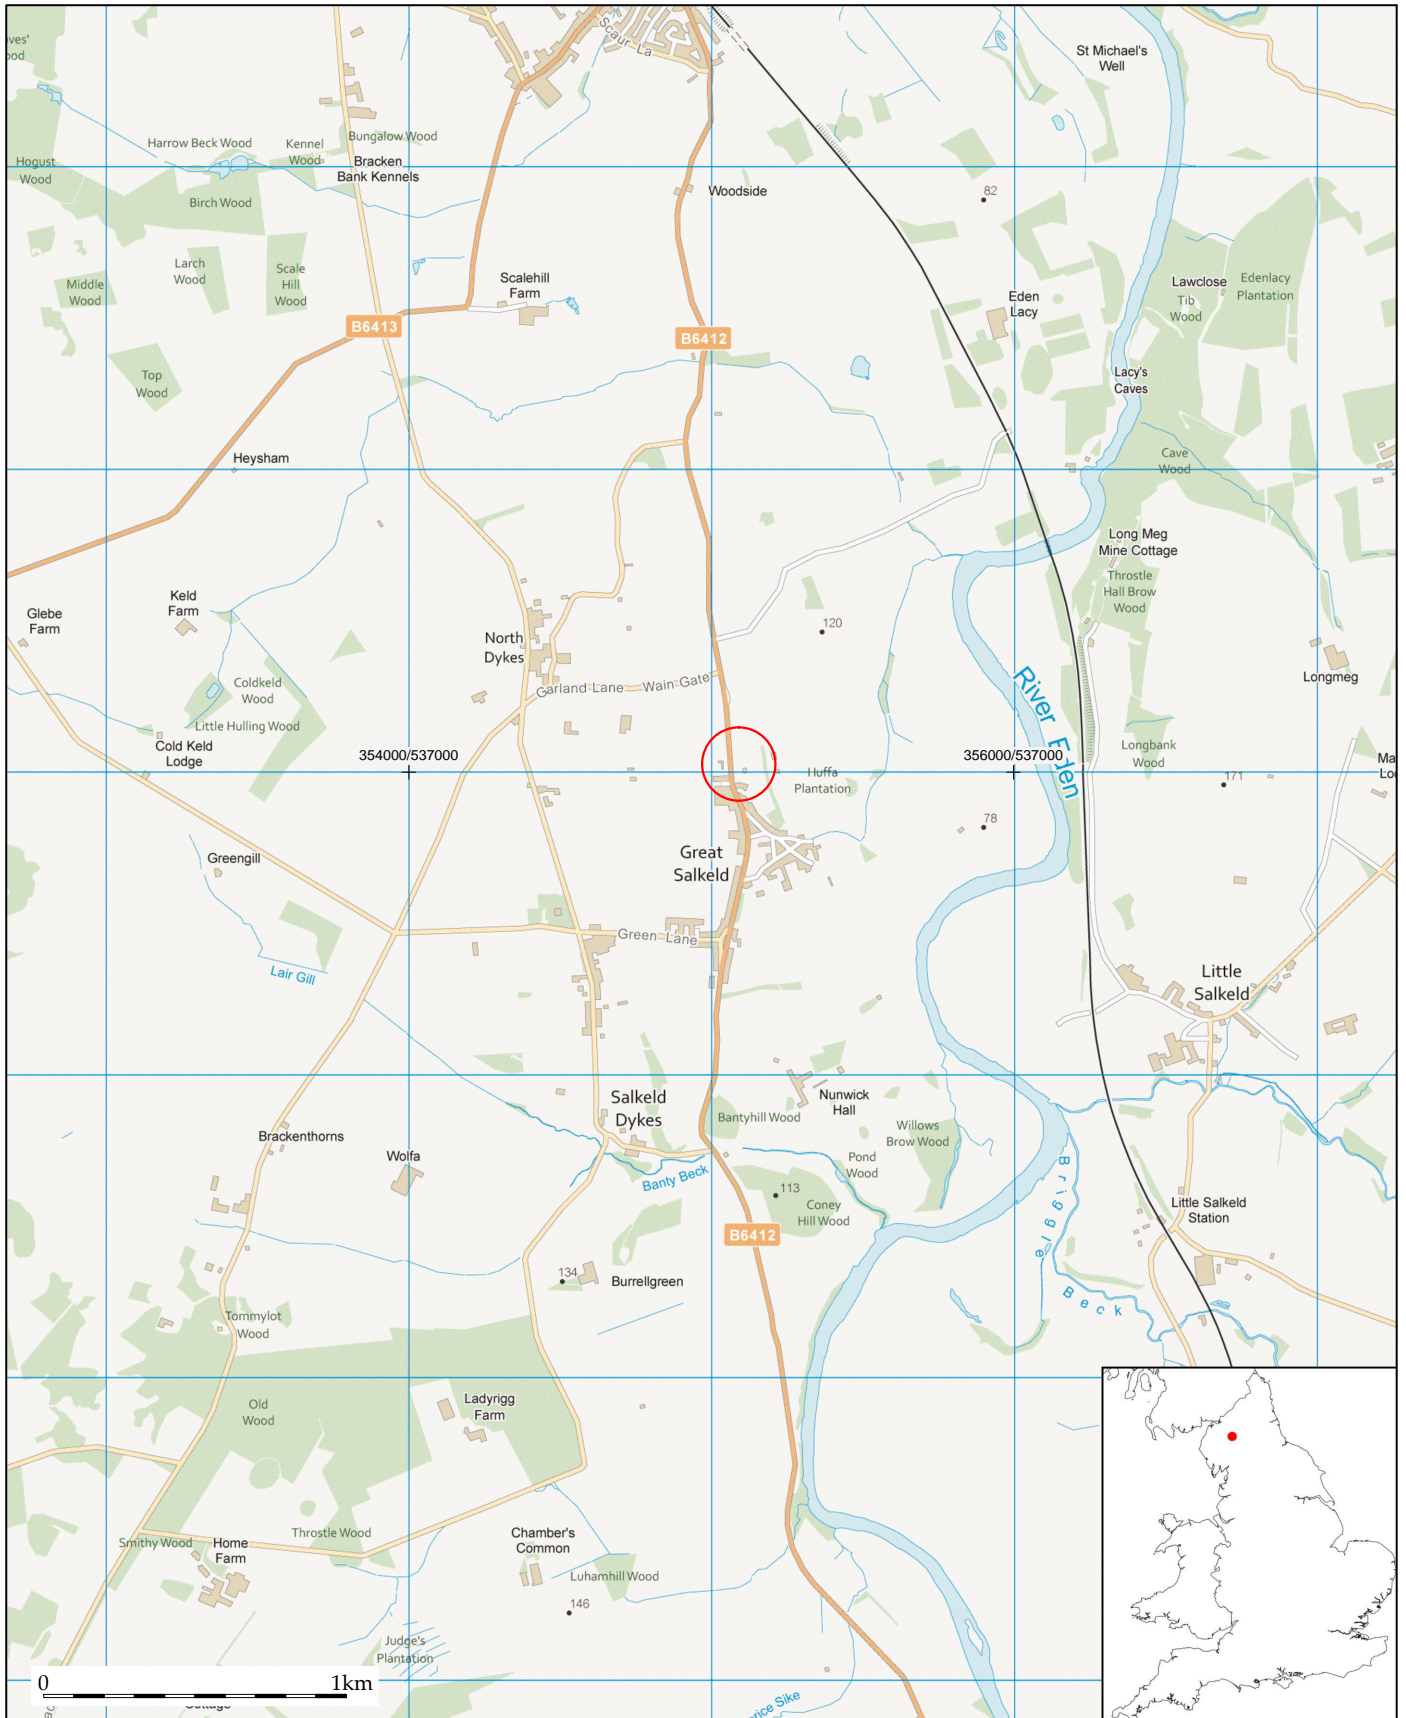 Scaur La
St Michael's
Well
Harrow Beck Wood
Kennel
Wood
Bungalow Wood
Hogust
Wood
Bracken
Bank Kennels
Birch Wood
Woodside
82
Middle
Wood
Larch
Wood
Scale
Hill
Wood
Scalehill
Farm
Lawclose
Tib
Wood
Edenlacy
Plantation
Eden
Lacy
B6413
B6412
Top
Wood
Lacy's
Caves
Heysham
Cave
Wood
Long Meg
Mine Cottage
Throstle
Hall Brow
Wood
Glebe
Farm
Keld
Farm
120
North
Dykes
Coldkeld
Wood
Garland Lane
Wain Gate
River Eden
Longmeg
Little Hulling Wood
Cold Keld
Lodge
354000/537000
356000/537000
Longbank
Wood
Ma
Lo
Huffa
Plantation
171
78
Greengill
Great
Salkeld
Green Lane
Lair Gill
Little
Salkeld
Salkeld
Dykes
Nunwick
Hall
Bantyhill Wood
Willows
Brow Wood
Brackenthorns
Wolfa
Pond
Wood
Banty Beck
113
Coney
Hill Wood
Briggle Beck
Little Salkeld
Station
B6412
134
Burrellgreen
Tommylot
Wood
Old
Wood
Ladyrigg
Farm
Smithy Wood
Home
Farm
Throstle Wood
Chamber's
Common
Luhamhill Wood
146
Judge's
Plantation
0 1km
rice Sike